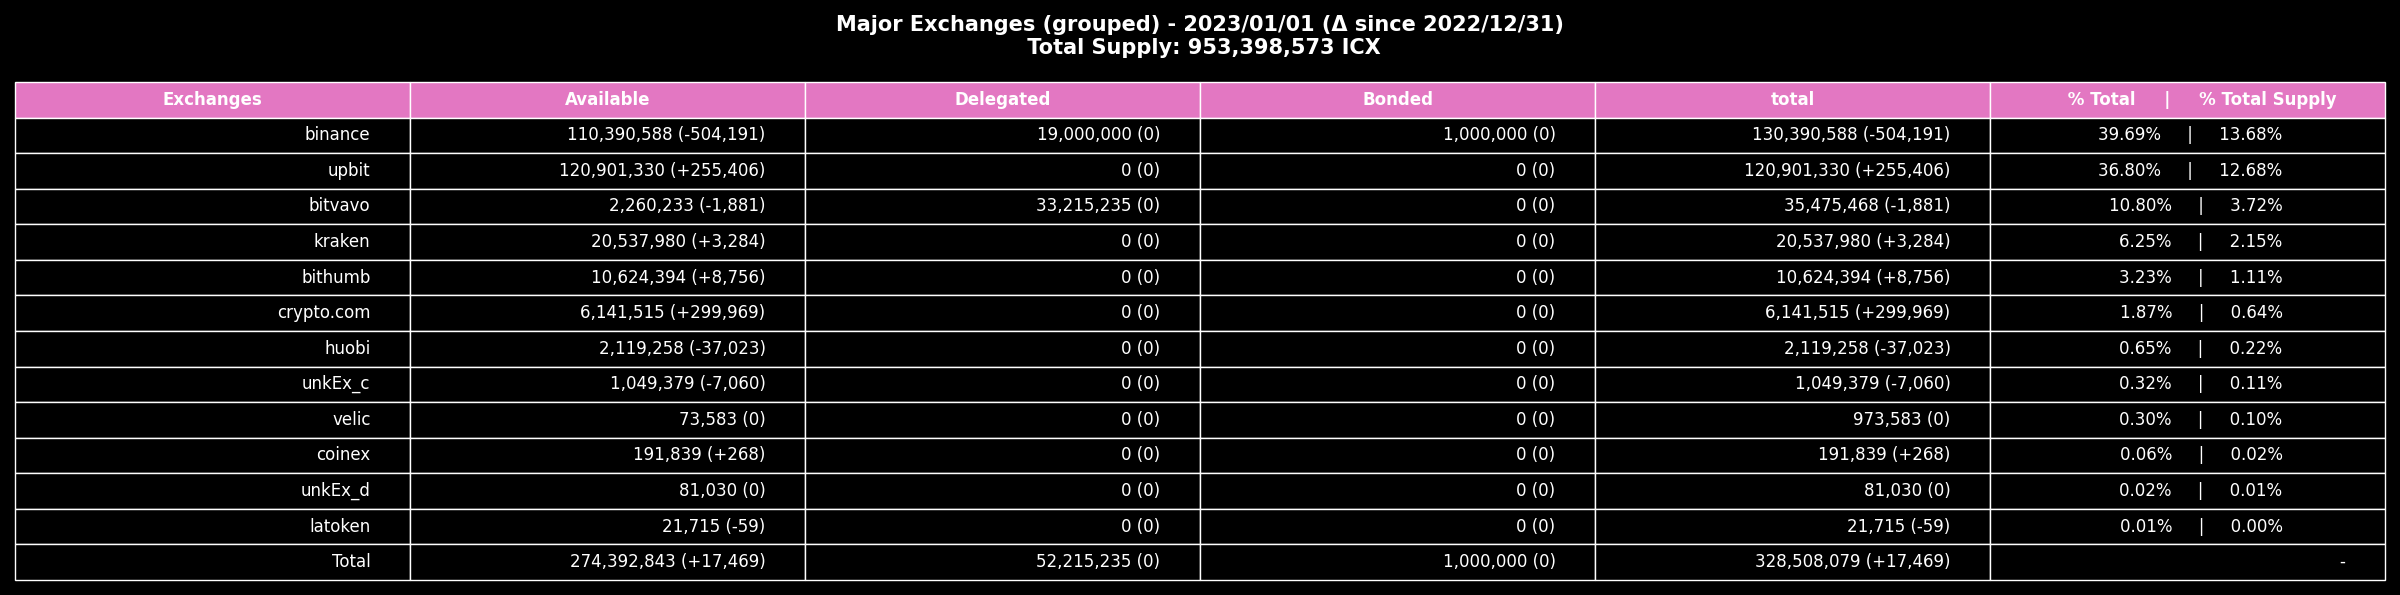 Major Exchanges (grouped) - 2023/01/01 (Δ since 2022/12/31)
Total Supply: 953,398,573 ICX
Exchanges Available Delegated Bonded total % Total | % Total Supply
binance 110,390,588 (-504,191) 19,000,000 (0) 1,000,000 (0) 130,390,588 (-504,191) 39.69% | 13.68%
upbit 120,901,330 (+255,406) 0 (0) 0 (0) 120,901,330 (+255,406) 36.80% | 12.68%
bitvavo 2,260,233 (-1,881) 33,215,235 (0) 0 (0) 35,475,468 (-1,881) 10.80% | 3.72%
kraken 20,537,980 (+3,284) 0 (0) 0 (0) 20,537,980 (+3,284) 6.25% | 2.15%
bithumb 10,624,394 (+8,756) 0 (0) 0 (0) 10,624,394 (+8,756) 3.23% | 1.11%
crypto.com 6,141,515 (+299,969) 0 (0) 0 (0) 6,141,515 (+299,969) 1.87% | 0.64%
huobi 2,119,258 (-37,023) 0 (0) 0 (0) 2,119,258 (-37,023) 0.65% | 0.22%
unkEx_c 1,049,379 (-7,060) 0 (0) 0 (0) 1,049,379 (-7,060) 0.32% | 0.11%
velic 73,583 (0) 0 (0) 0 (0) 973,583 (0) 0.30% | 0.10%
coinex 191,839 (+268) 0 (0) 0 (0) 191,839 (+268) 0.06% | 0.02%
unkEx_d 81,030 (0) 0 (0) 0 (0) 81,030 (0) 0.02% | 0.01%
latoken 21,715 (-59) 0 (0) 0 (0) 21,715 (-59) 0.01% | 0.00%
Total 274,392,843 (+17,469) 52,215,235 (0) 1,000,000 (0) 328,508,079 (+17,469) -